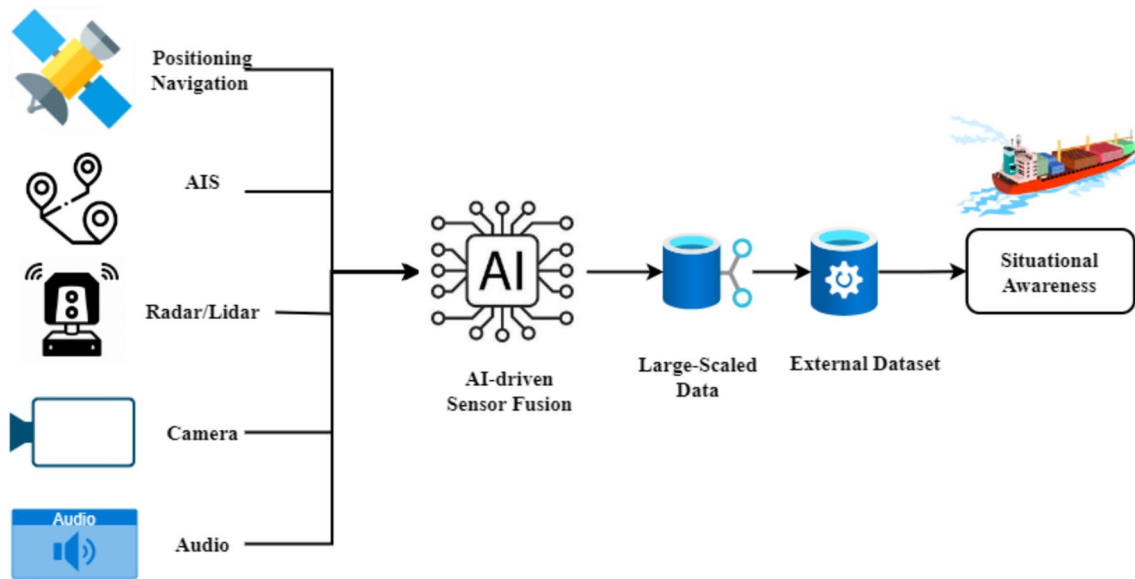 Positioning
Navigation
AIS
Radar/Lidar
Camera
Audio
Audio
AI
AI-driven
Sensor Fusion
Large-Scaled
Data
External Dataset
Situational
Awareness